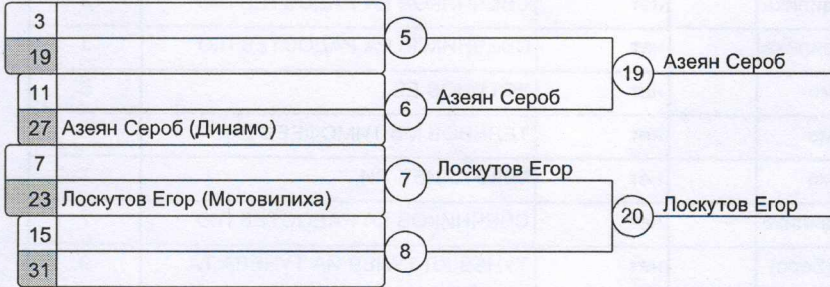 3
19
11
27 Азеян Сероб (Динамо)
7
23 Лоскутов Егор (Мотовилиха)
15
31
5
6 Азеян Сероб
7 Лоскутов Егор
8
19 Азеян Сероб
20 Лоскутов Егор